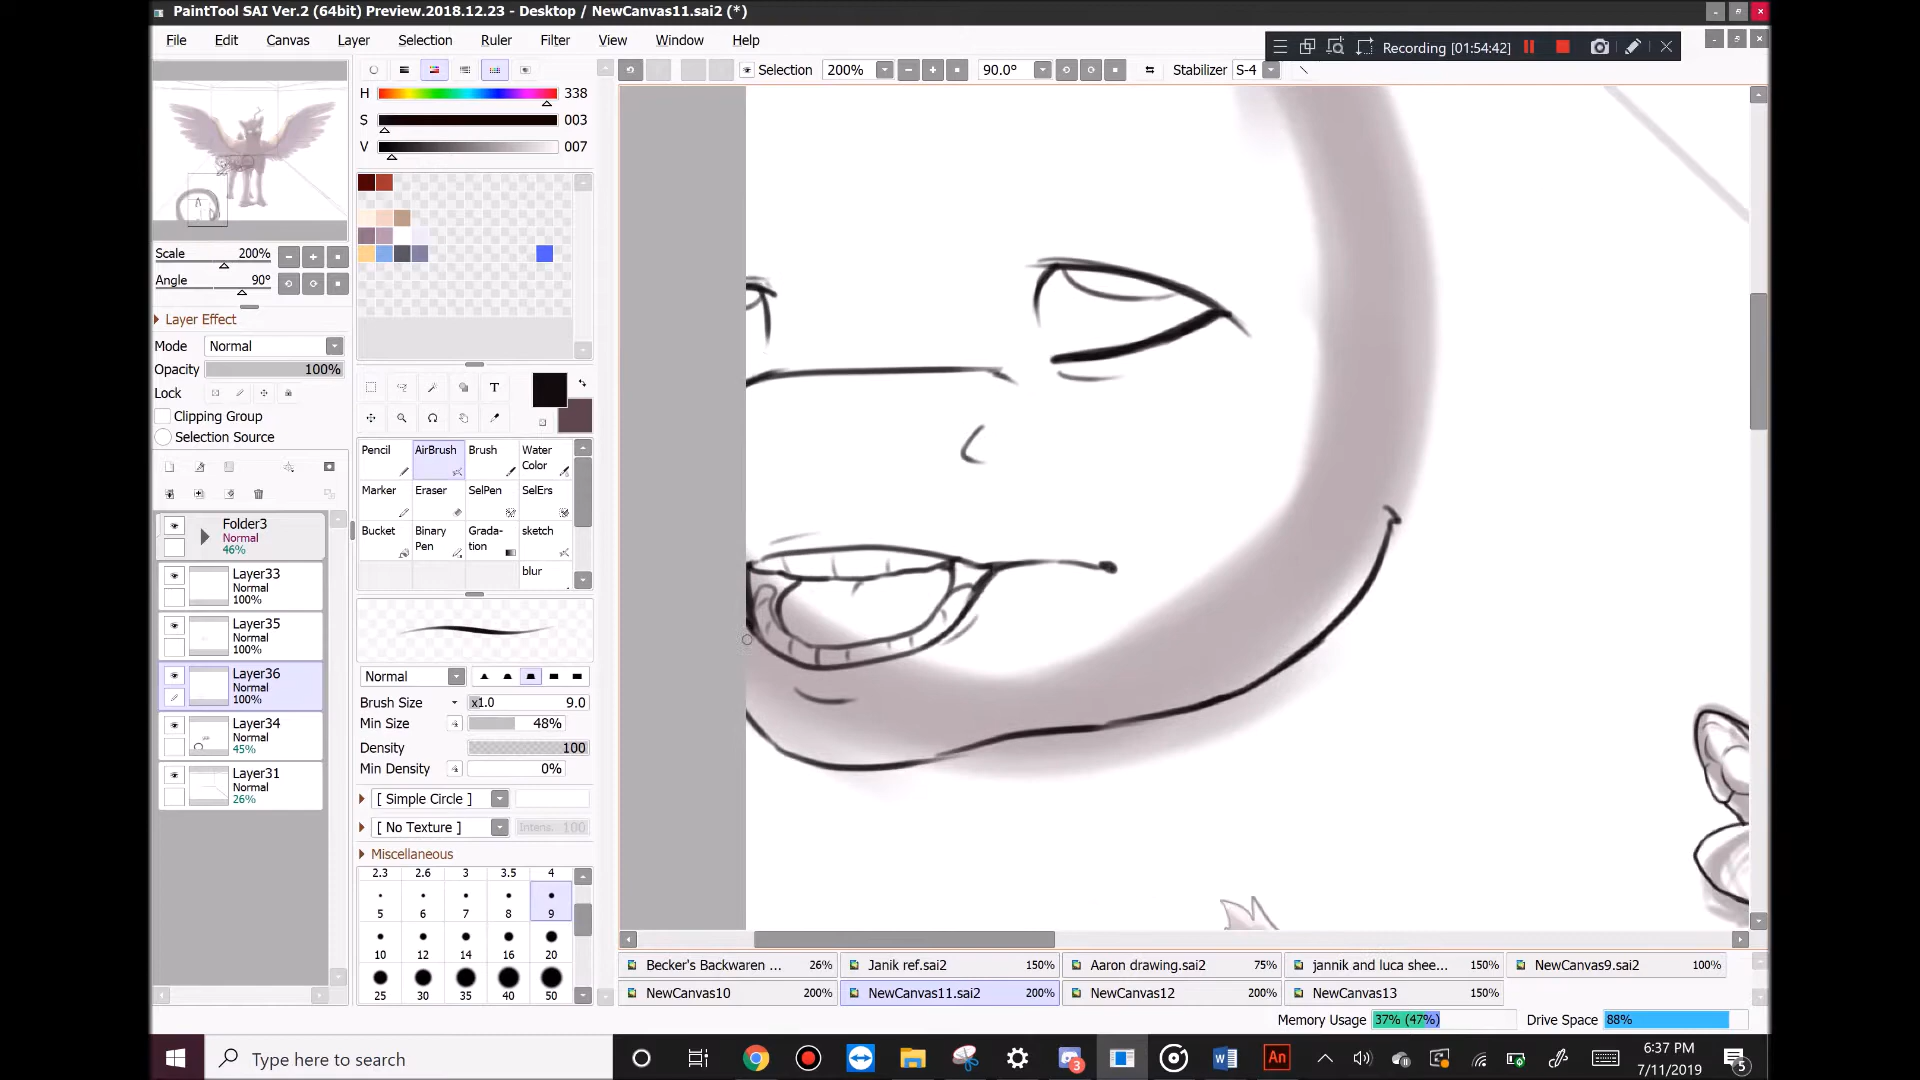 PaintTool SAI Ver.2 (64bit) Preview.2018.12.23 - Desktop / NewCanvas11.sai2 (*)
File Edit Canvas Layer Selection Ruler Filter View Window Help
Recording [01:54:42]
Selection 200% 90.0° Stabilizer S-4
H 338
S 003
V 007
Scale 200%
Angle 90°
Layer Effect
Mode Normal
Opacity 100%
Lock
Clipping Group
Selection Source
Folder3
Normal
46%
Layer33
Normal
100%
Layer35
Normal
100%
Layer36
Normal
100%
Layer34
Normal
45%
Layer31
Normal
26%
T
Pencil AirBrush Brush Water Color
Marker Eraser SelPen SelErs
Bucket Binary Pen Grada-tion sketch
blur
Normal
Brush Size x1.0 9.0
Min Size 48%
Density 100
Min Density 0%
[ Simple Circle ]
[ No Texture ] Intens. 100
Miscellaneous
2.3 2.6 3 3.5 4
5 6 7 8 9
10 12 14 16 20
25 30 35 40 50
Becker's Backwaren ... 26% Janik ref.sai2 150% Aaron drawing.sai2 75% jannik and luca shee... 150% NewCanvas9.sai2 100%
NewCanvas10 200% NewCanvas11.sai2 200% NewCanvas12 200% NewCanvas13 150%
Memory Usage 37% (47%) Drive Space 88%
Type here to search
3
An
6:37 PM
7/11/2019
5